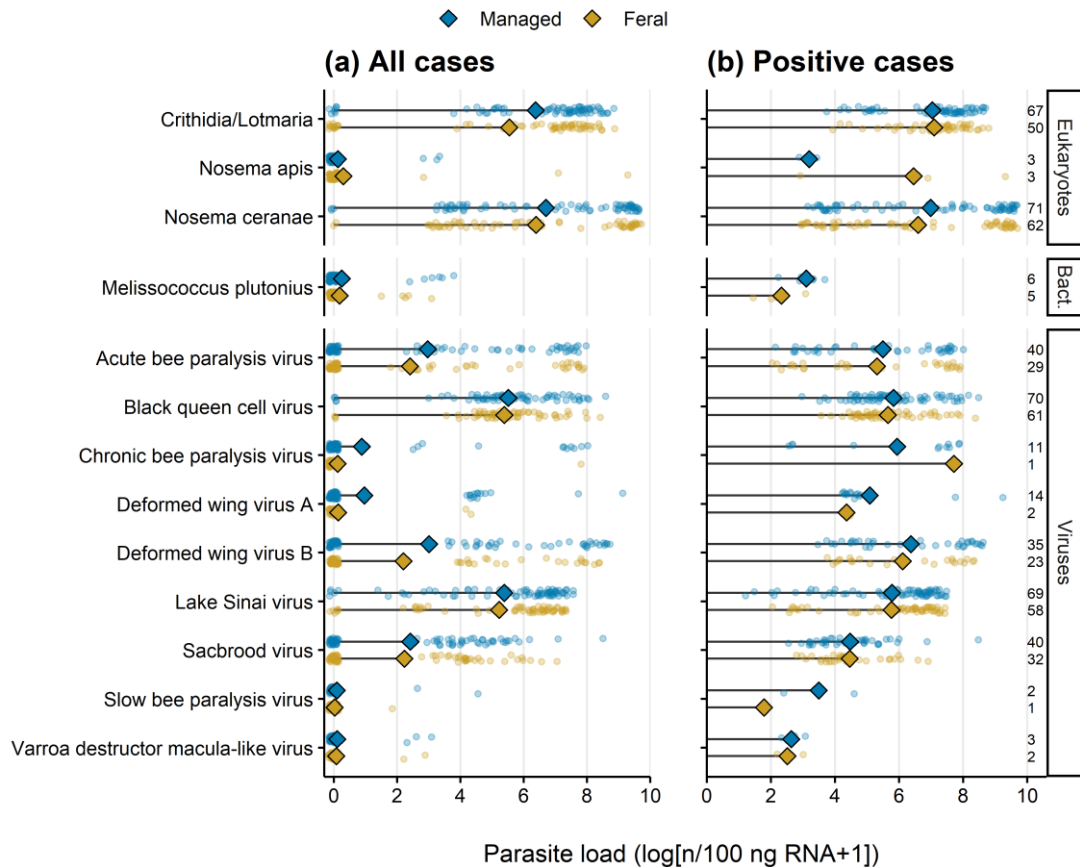 Managed Feral
(a) All cases (b) Positive cases
Crithidia/Lotmaria 67
50
Nosema apis 3
3
Nosema ceranae 71
62
Eukaryotes
Melissococcus plutonius 6
5
Bact.
Acute bee paralysis virus 40
29
Black queen cell virus 70
61
Chronic bee paralysis virus 11
1
Deformed wing virus A 14
2
Deformed wing virus B 35
23
Lake Sinai virus 69
58
Sacbrood virus 40
32
Slow bee paralysis virus 2
1
Varroa destructor macula-like virus 3
2
Viruses
0 2 4 6 8 10 0 2 4 6 8 10
Parasite load (log[n/100 ng RNA+1])